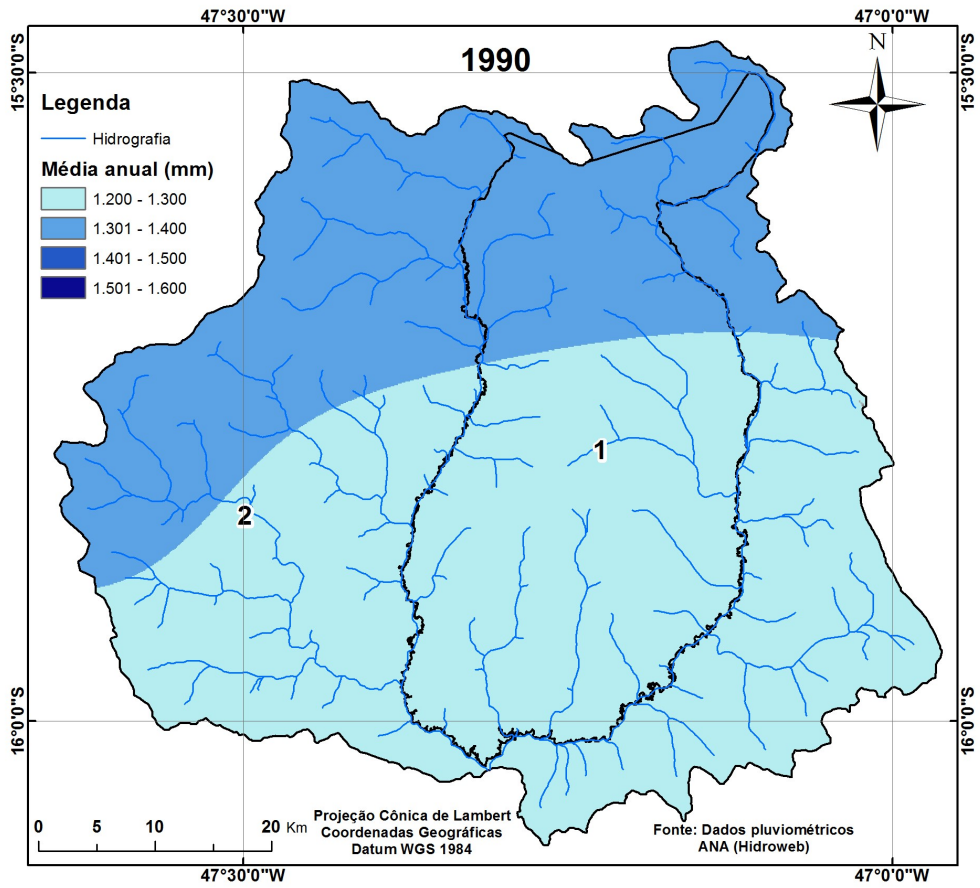 47°30'0"W
47°0'0"W
1990
N
15°30'0"S
15°30'0"S
Legenda
Hidrografia
Média anual (mm)
1.200 - 1.300
1.301 - 1.400
1.401 - 1.500
1.501 - 1.600
1
2
16°0'0"S
16°0'0"S
0 5 10 20 Km
Projeção Cônica de Lambert
Coordenadas Geográficas
Datum WGS 1984
Fonte: Dados pluviométricos
ANA (Hidroweb)
47°30'0"W
47°0'0"W